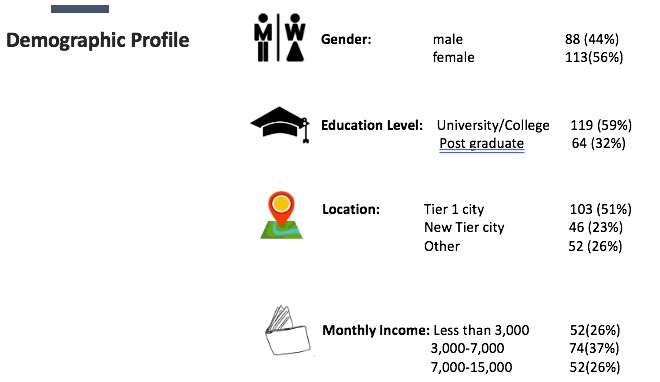 Demographic Profile
M W
Gender: male 88 (44%)
female 113(56%)
Education Level: University/College 119 (59%)
Post graduate 64 (32%)
Location: Tier 1 city 103 (51%)
New Tier city 46 (23%)
Other 52 (26%)
Monthly Income: Less than 3,000 52(26%)
3,000-7,000 74(37%)
7,000-15,000 52(26%)